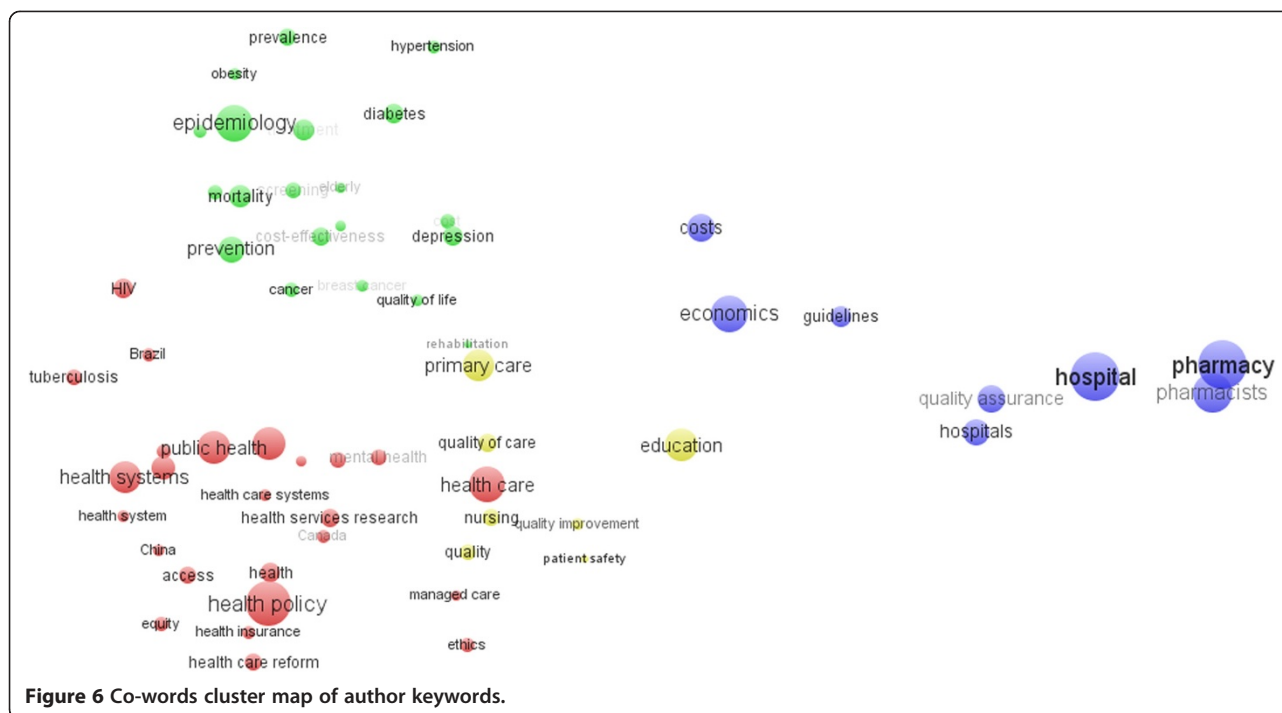 prevalence
hypertension
obesity
diabetes
epidemiology
mortality
screening
elderly
cost
cost-effectiveness
depression
costs
prevention
HIV
cancer
breast cancer
quality of life
economics
guidelines
rehabilitation
Brazil
primary care
pharmacy
tuberculosis
hospital
pharmacists
quality assurance
hospitals
public health
quality of care
education
mental health
health systems
health care
health care systems
health system
health services research
nursing
quality improvement
Canada
China
quality
patient safety
access
health
managed care
health policy
equity
health insurance
ethics
health care reform
Figure 6 Co-words cluster map of author keywords.